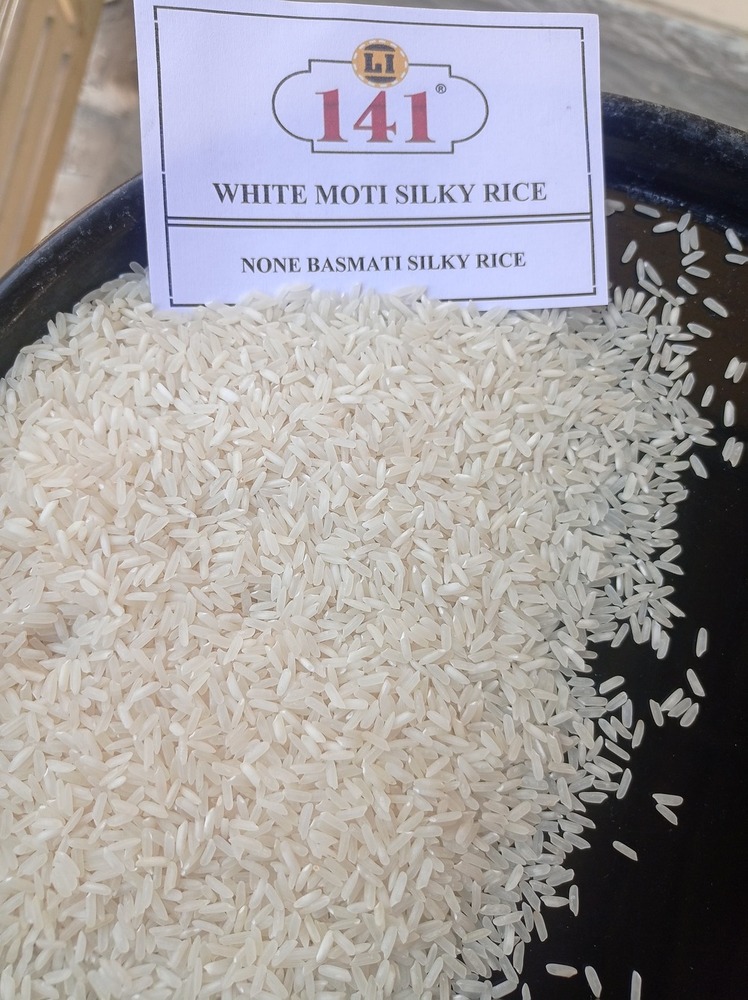 LI
141®
WHITE MOTI SILKY RICE
NONE BASMATI SILKY RICE